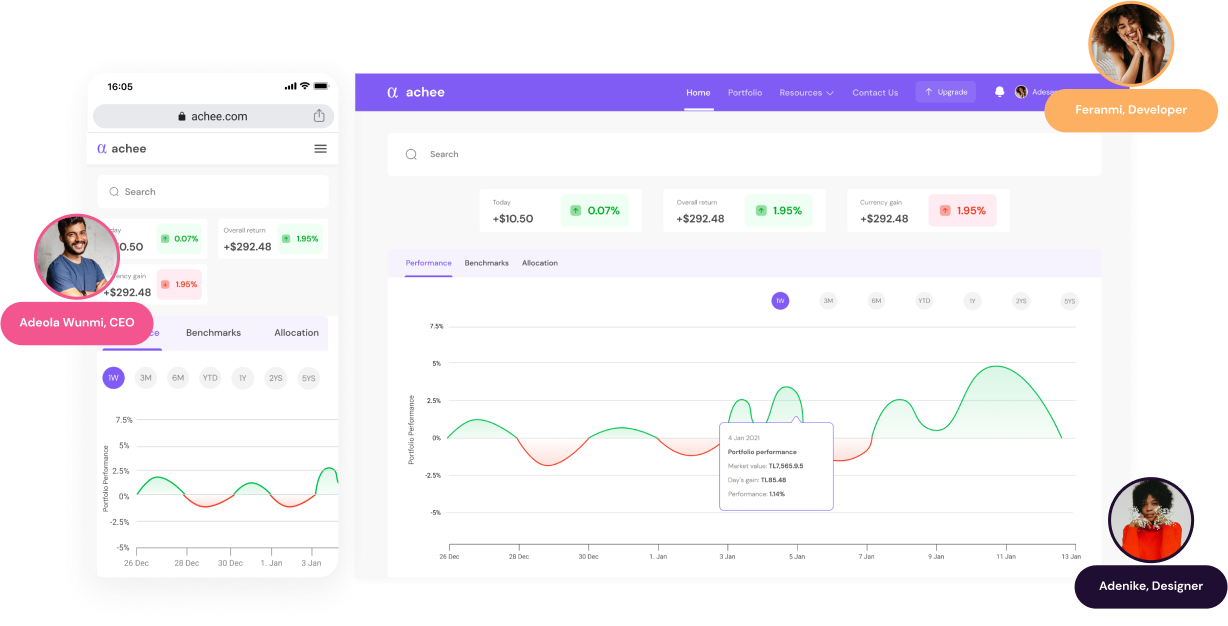 16:05
achee.com
α achee
Search
0.07%
0.50
Overall return
+$292.48
1.95%
+$292.48
1.95%
Adeola Wunmi, CEO
Benchmarks
Allocation
1W
3M
6M
YTD
1Y
2YS
5YS
Portfolio Performance
7.5%
5%
2.5%
0%
-2.5%
-5%
26 Dec
28 Dec
30 Dec
1. Jan
3 Jan
α achee
Home
Portfolio
Resources
Contact Us
Upgrade
Feranmi, Developer
Search
Today
+$10.50
0.07%
Overall return
+$292.48
1.95%
Currency gain
+$292.48
1.95%
Performance
Benchmarks
Allocation
1W
3M
6M
YTD
1Y
2YS
5YS
Portfolio Performance
7.5%
5%
2.5%
0%
-2.5%
-5%
4 Jan 2021
Portfolio performance
Market value: TL7,565.9.5
Day's gain: TL85.48
Performance: 1.14%
26 Dec
28 Dec
30 Dec
1. Jan
3 Jan
5 Jan
7 Jan
9 Jan
11 Jan
13 Jan
Adenike, Designer